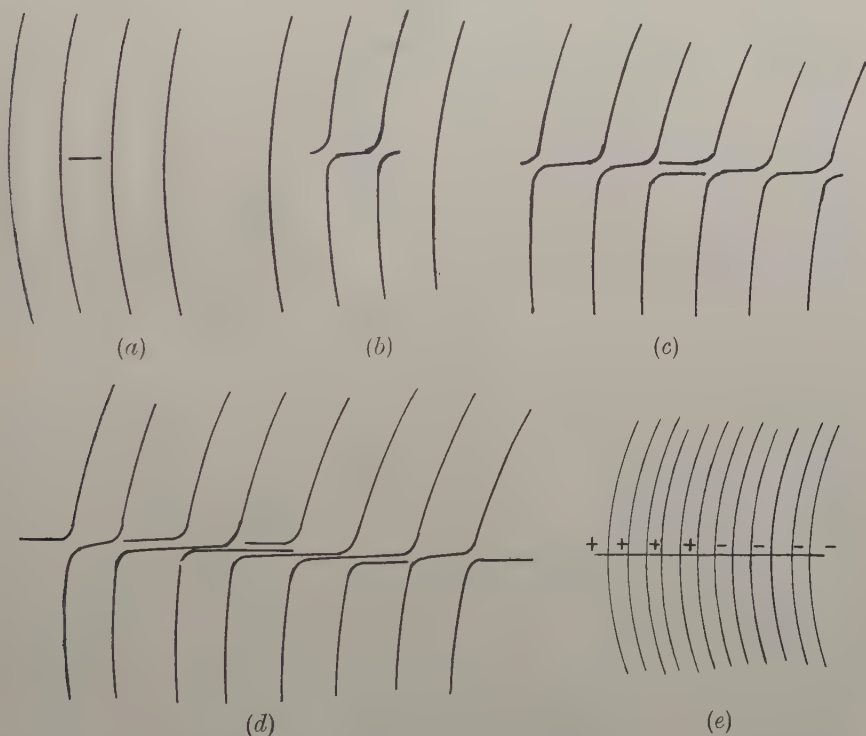 (a)
(b)
(c)
(d)
+ + + + − − − −
(e)